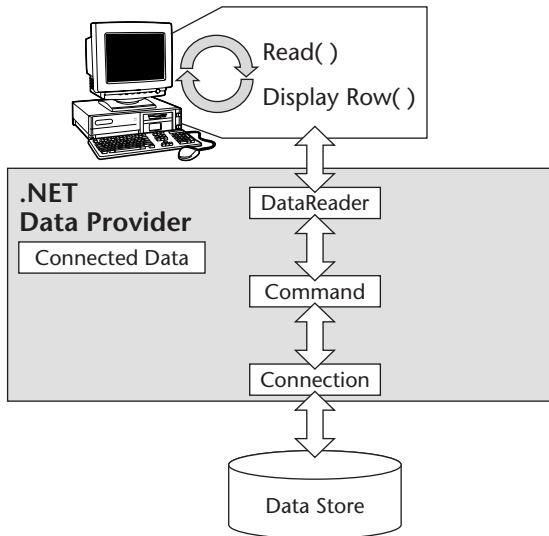 Read( )
Display Row( )
.NET
Data Provider
Connected Data
DataReader
Command
Connection
Data Store